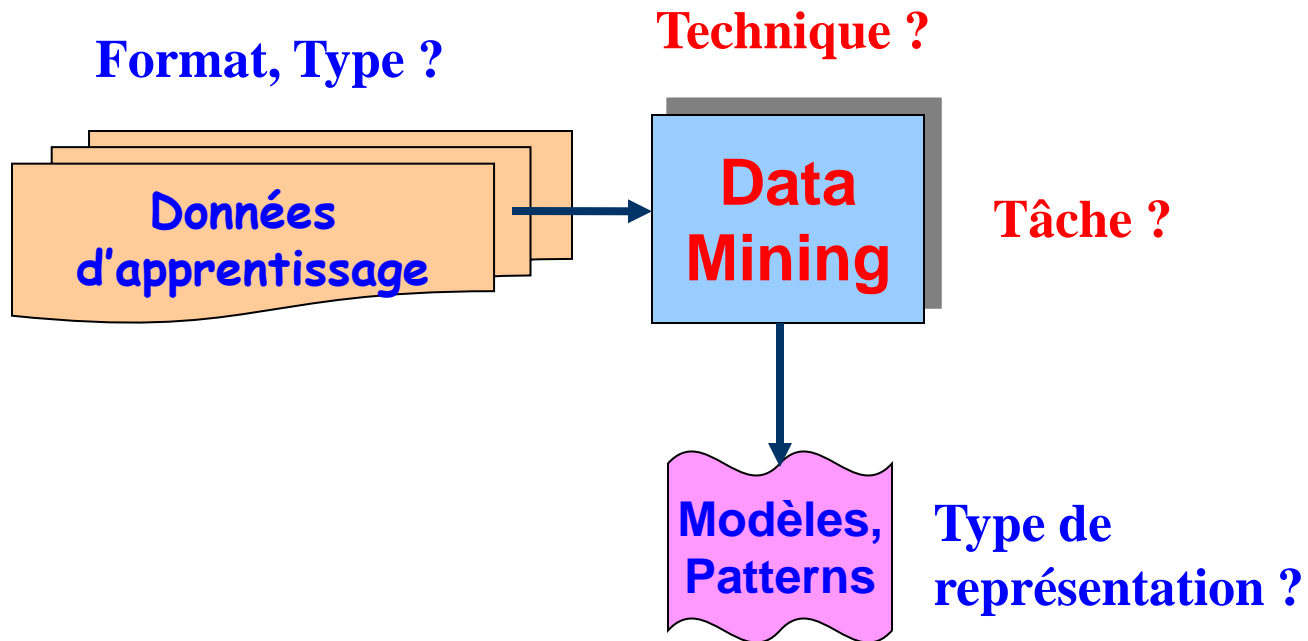 Format, Type ?
Technique ?
Données
d'apprentissage
Data
Mining
Tâche ?
Modèles,
Patterns
Type de
représentation ?